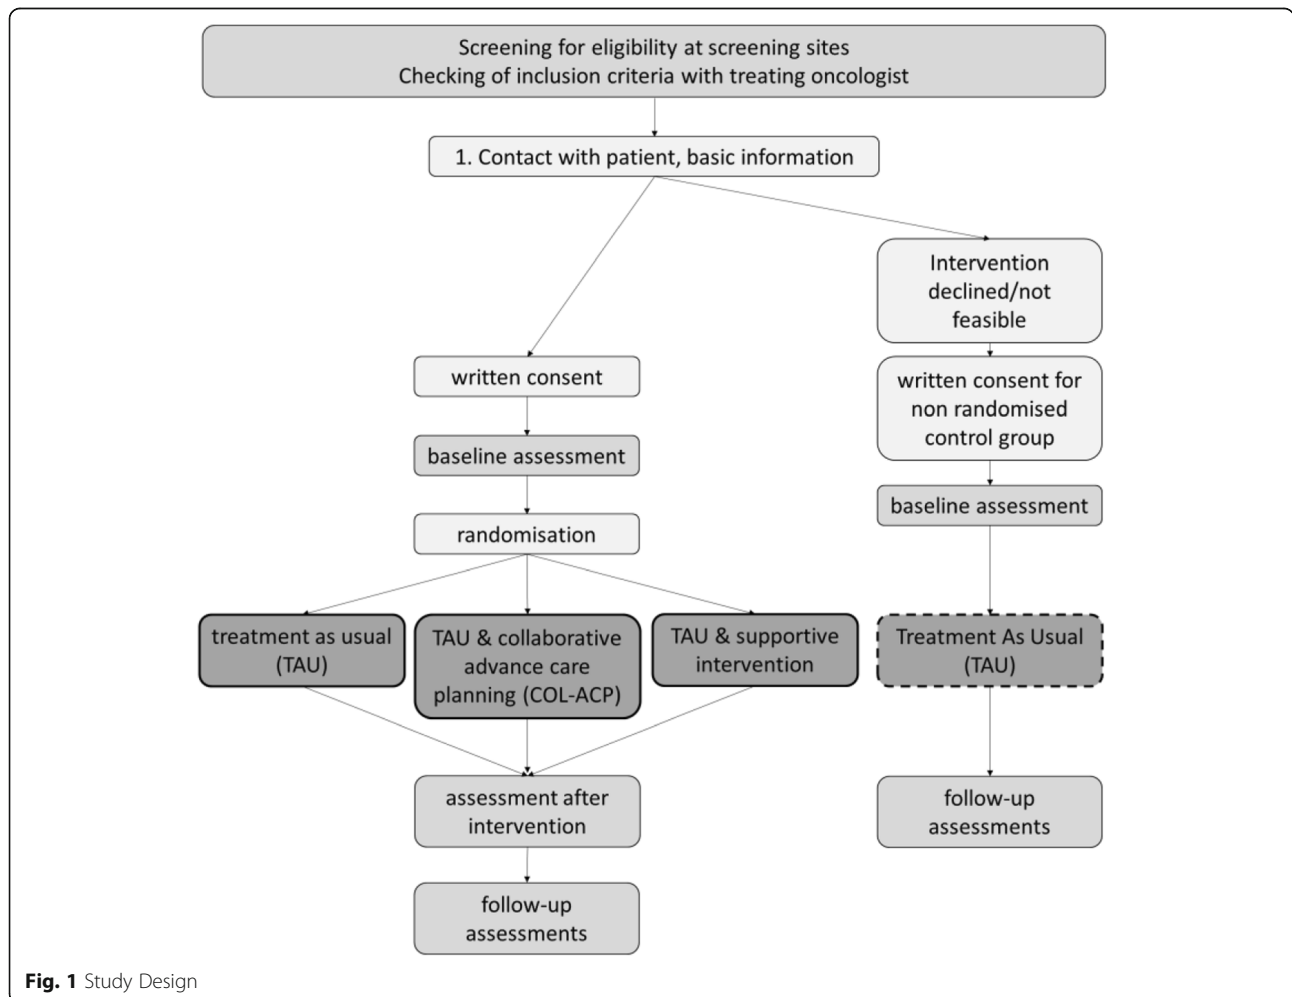 Screening for eligibility at screening sites
Checking of inclusion criteria with treating oncologist
1. Contact with patient, basic information
Intervention
declined/not
feasible
written consent
written consent for
non randomised
control group
baseline assessment
baseline assessment
randomisation
treatment as usual
(TAU)
TAU & collaborative
advance care
planning (COL-ACP)
TAU & supportive
intervention
Treatment As Usual
(TAU)
assessment after
intervention
follow-up
assessments
follow-up
assessments
Fig. 1 Study Design